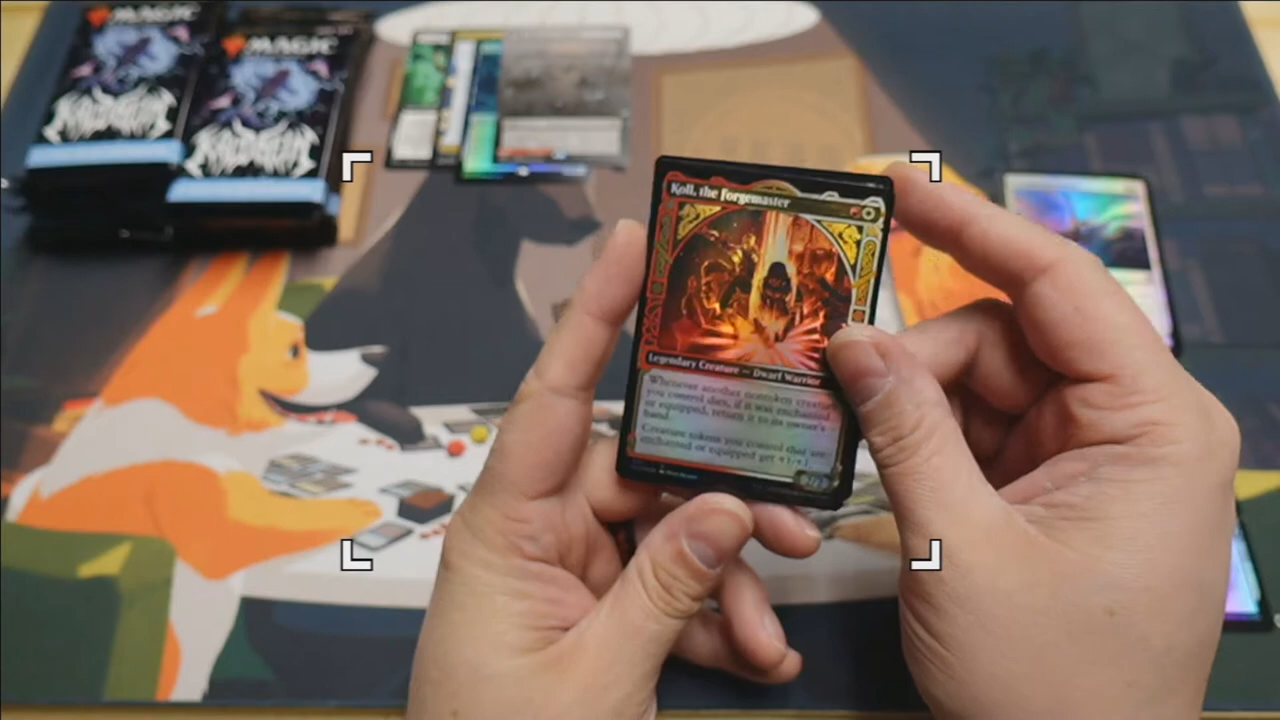 MAGIC
MAGIC
Koll, the Forgemaster
Legendary Creature — Dwarf Warrior
Whenever another nontoken creature
you control dies, if it was enchanted
or equipped, return it to its owner's
hand.
Creature tokens you control that are
enchanted or equipped get +1/+1.